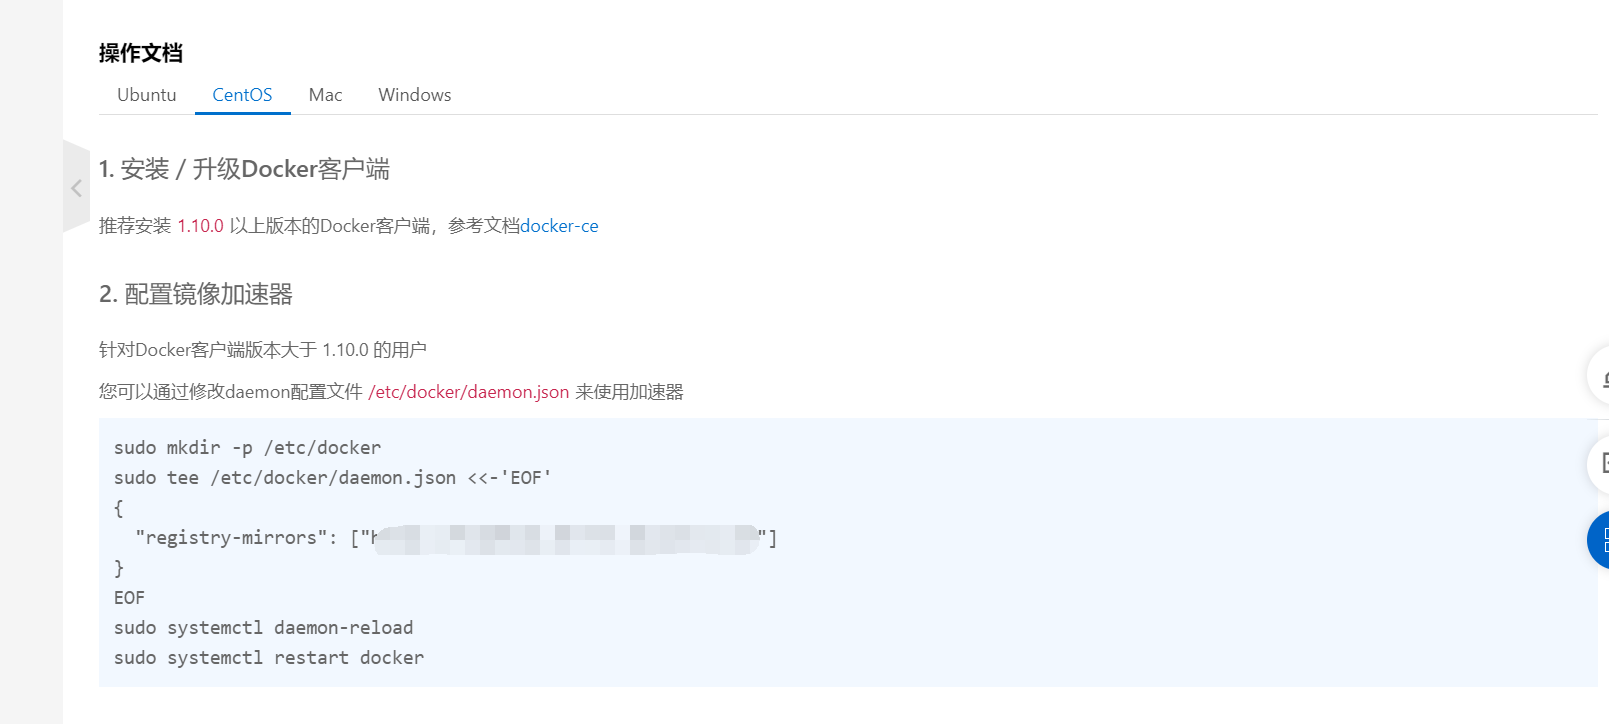 操作文档
Ubuntu CentOS Mac Windows
1. 安装 / 升级Docker客户端
推荐安装 1.10.0 以上版本的Docker客户端，参考文档docker-ce
2. 配置镜像加速器
针对Docker客户端版本大于 1.10.0 的用户
您可以通过修改daemon配置文件 /etc/docker/daemon.json 来使用加速器
sudo mkdir -p /etc/docker
sudo tee /etc/docker/daemon.json <<-'EOF'
{
"registry-mirrors": ["h"]
}
EOF
sudo systemctl daemon-reload
sudo systemctl restart docker